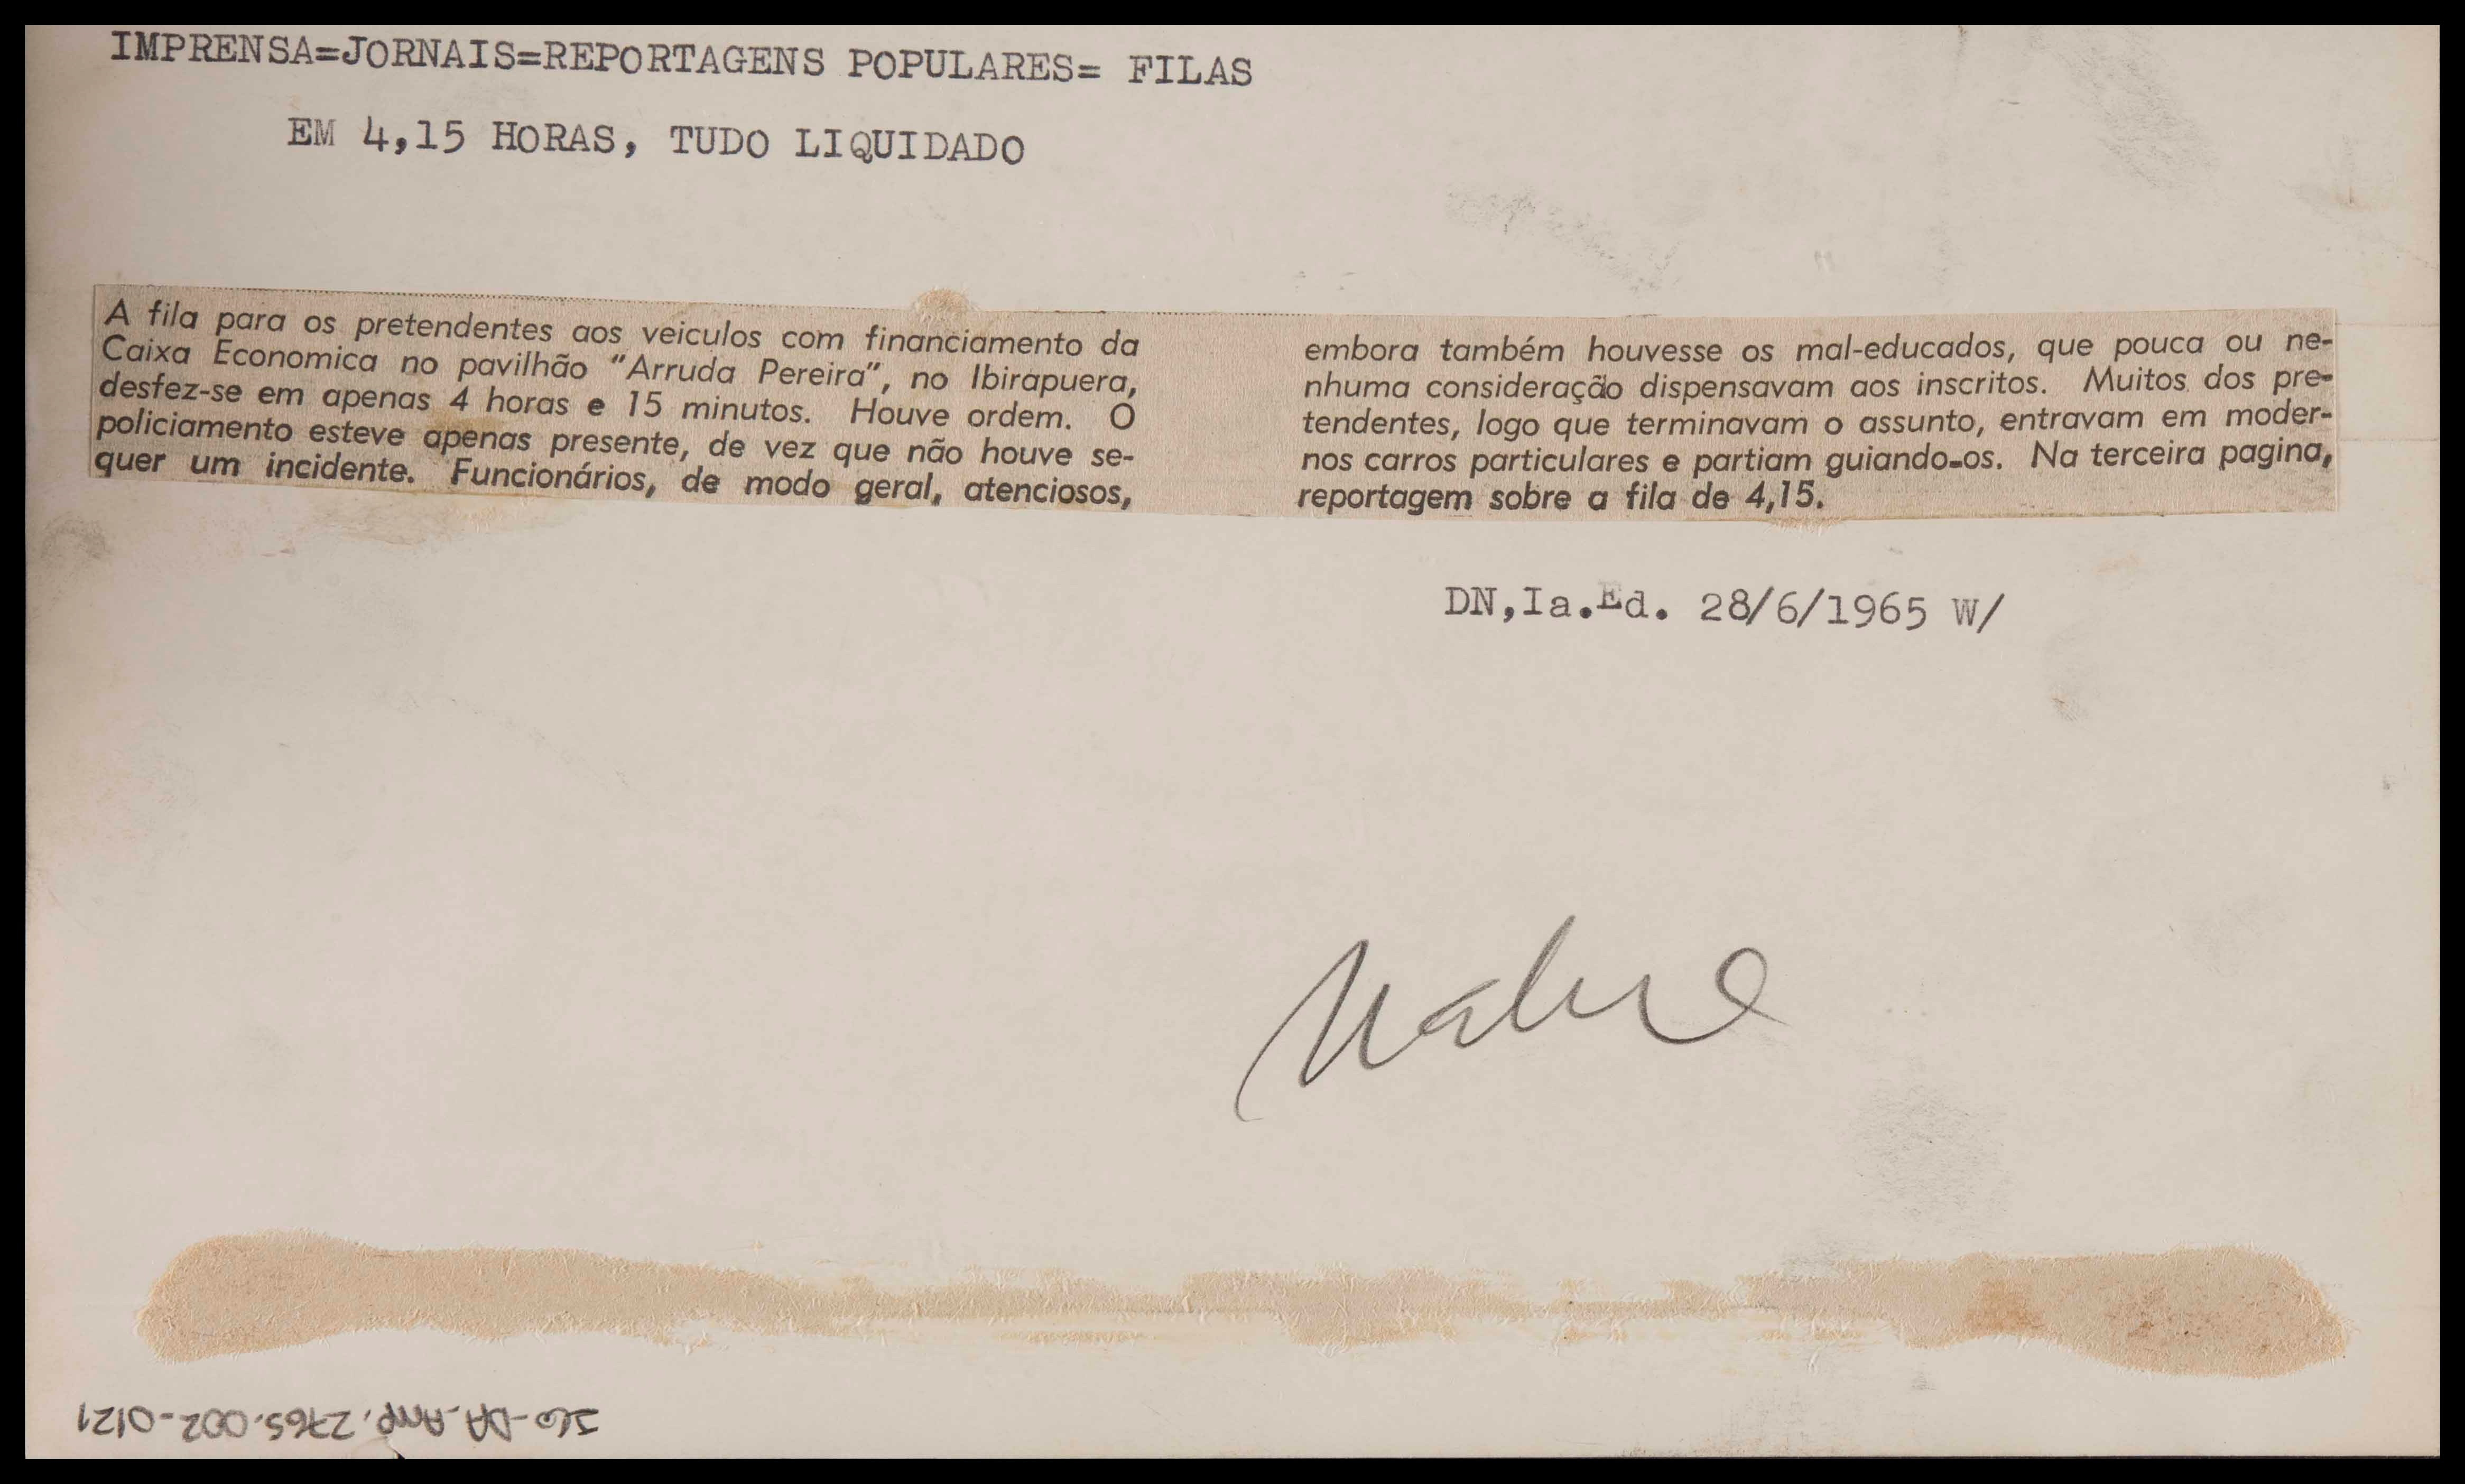 IMPRENSA=JORNAIS=REPORTAGENS POPULARES= FILAS
EM 4,15 HORAS, TUDO LIQUIDADO
A fila para os pretendentes aos veiculos com financiamento da
Caixa Economica no pavilhão "Arruda Pereira", no Ibirapuera,
desfez-se em apenas 4 horas e 15 minutos. Houve ordem. O
policiamento esteve apenas presente, de vez que não houve se-
quer um incidente. Funcionários, de modo geral, atenciosos,
embora também houvesse os mal-educados, que pouca ou ne-
nhuma consideração dispensavam aos inscritos. Muitos dos pre-
tendentes, logo que terminavam o assunto, entravam em moder-
nos carros particulares e partiam guiando-os. Na terceira pagina,
reportagem sobre a fila de 4,15.
DN,Ia.Ed. 28/6/1965 W/
ICO-DA-Amp. 2765.002-0121